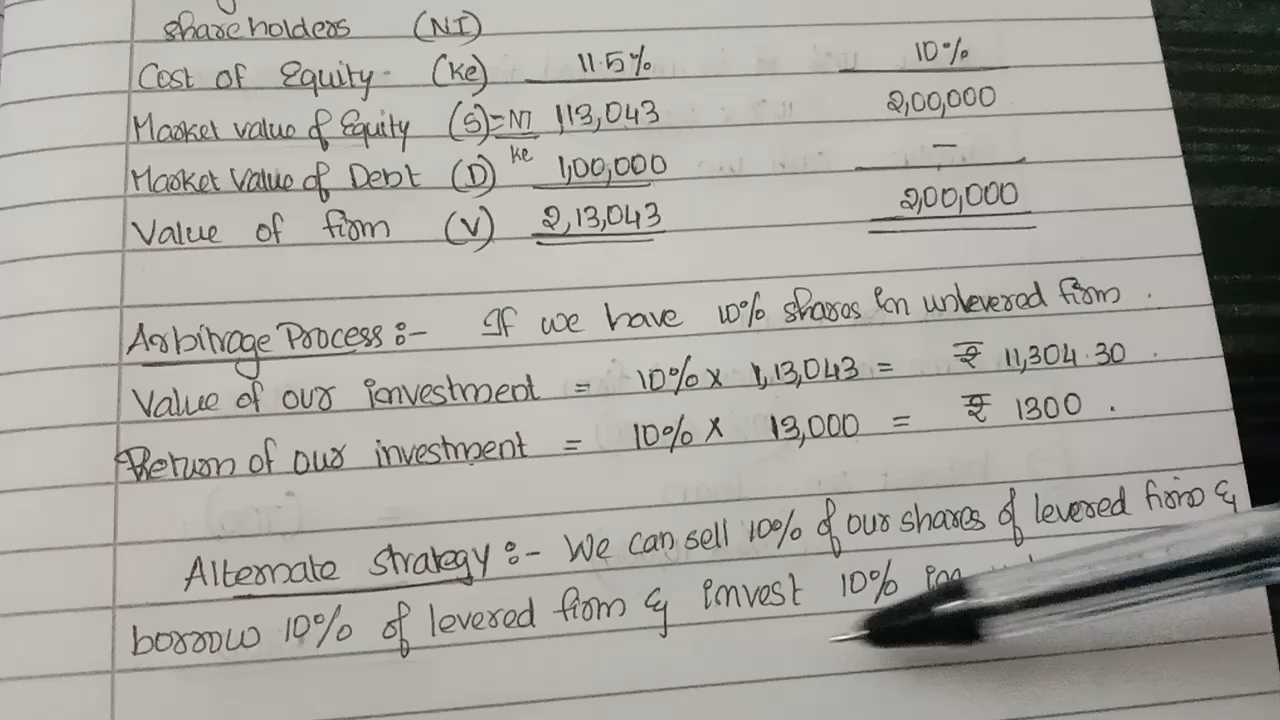 shareholders (NI)
Cost of Equity (Ke) 11.5% 10%
Market value of Equity (S)=NI 1,13,043 2,00,000
Ke
Market Value of Debt (D) 1,00,000 –
Value of firm (V) 2,13,043 2,00,000
Arbitrage Process :- If we have 10% shares in unlevered firm.
Value of our investment = 10% x 1,13,043 = ₹ 11,304.30
Return of our investment = 10% x 13,000 = ₹ 1300.
Alternate strategy :- We can sell 10% of our shares of levered firm &
borrow 10% of levered firm & invest 10% in